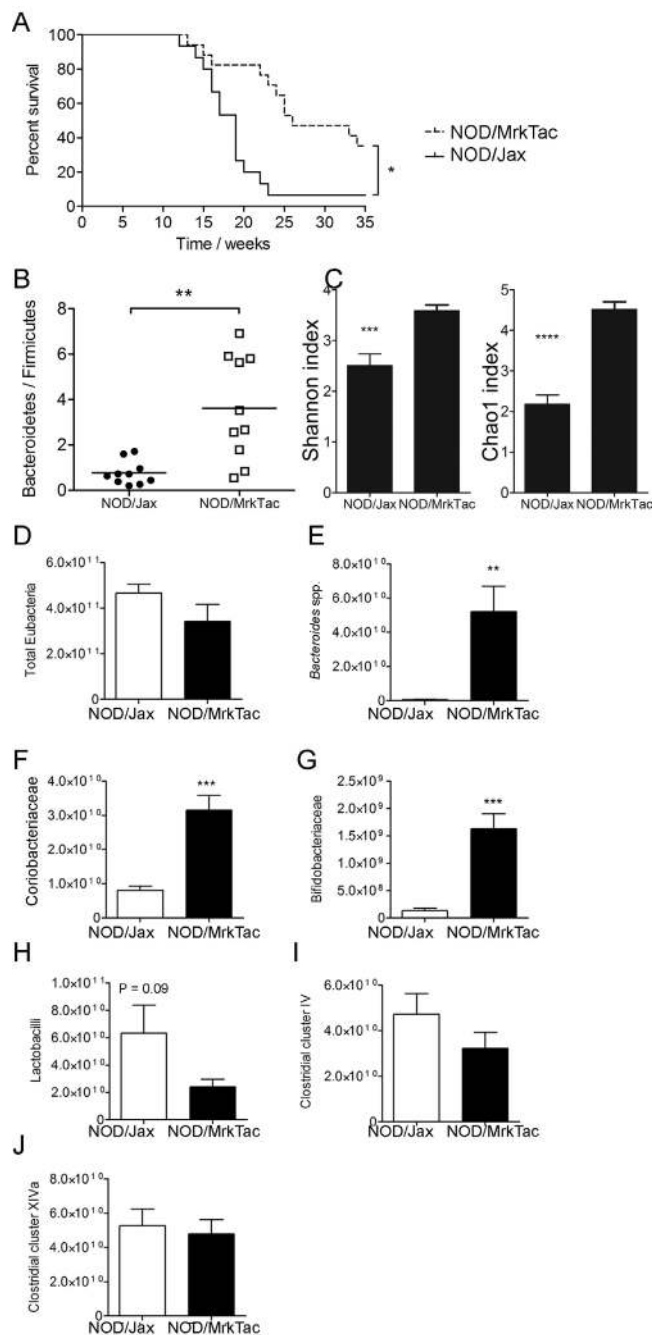 A
100
80
60
40
20
0
Percent survival
0 5 10 15 20 25 30 35
Time / weeks
*
NOD/MrkTac
NOD/Jax
B
**
8
6
4
2
0
Bacteroidetes / Firmicutes
NOD/Jax NOD/MrkTac
C
4
3
2
1
0
Shannon index
***
NOD/Jax NOD/MrkTac
5
4
3
2
1
0
Chao1 index
****
NOD/Jax NOD/MrkTac
D
6.0×10¹¹
4.0×10¹¹
2.0×10¹¹
0
Total Eubacteria
NOD/Jax NOD/MrkTac
E
8.0×10¹⁰
6.0×10¹⁰
4.0×10¹⁰
2.0×10¹⁰
0
Bacteroides spp.
**
NOD/Jax NOD/MrkTac
F
4.0×10¹⁰
3.0×10¹⁰
2.0×10¹⁰
1.0×10¹⁰
0
Coriobacteriaceae
***
NOD/Jax NOD/MrkTac
G
2.5×10⁹
2.0×10⁹
1.5×10⁹
1.0×10⁹
5.0×10⁸
0
Bifidobacteriaceae
***
NOD/Jax NOD/MrkTac
H
1.0×10¹¹
8.0×10¹⁰
6.0×10¹⁰
4.0×10¹⁰
2.0×10¹⁰
0
Lactobacilli
P = 0.09
NOD/Jax NOD/MrkTac
I
6.0×10¹⁰
4.0×10¹⁰
2.0×10¹⁰
0
Clostridial cluster IV
NOD/Jax NOD/MrkTac
J
8.0×10¹⁰
6.0×10¹⁰
4.0×10¹⁰
2.0×10¹⁰
0
Clostridial cluster XIVa
NOD/Jax NOD/MrkTac